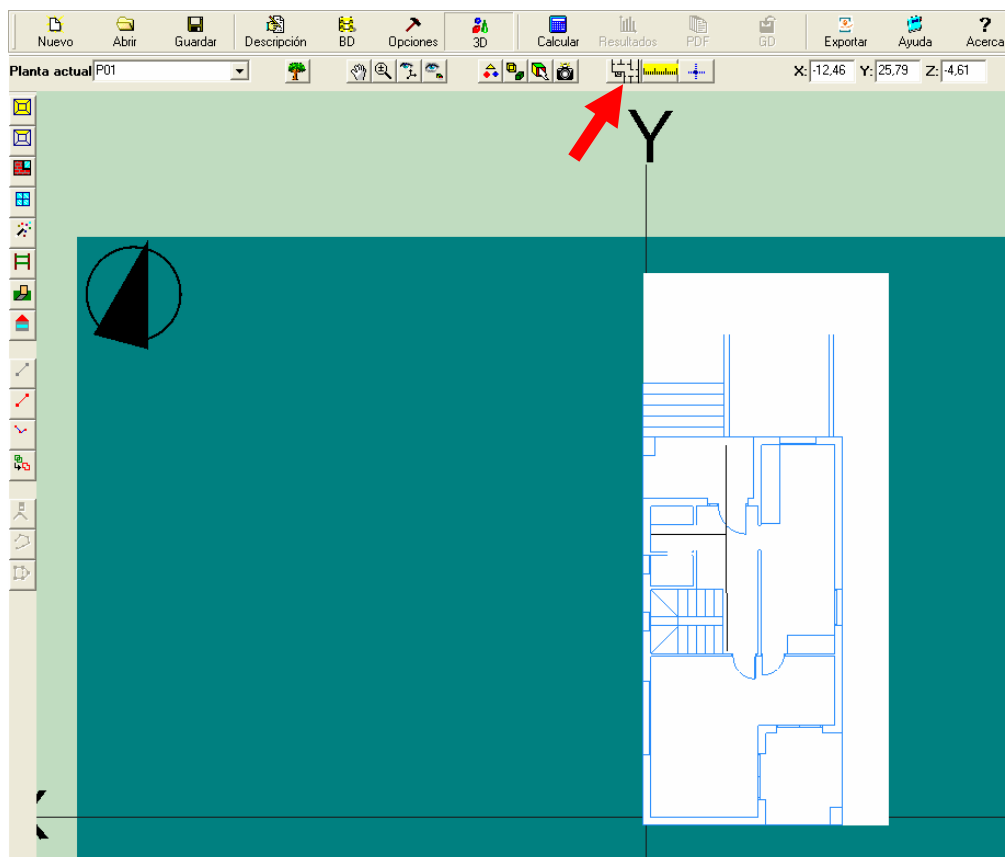 Nuevo Abrir Guardar Descripción BD Opciones 3D Calcular Resultados PDF GD Exportar Ayuda Acerca
Planta actual P01 X: -12,46 Y: 25,79 Z: -4,61
Y
X